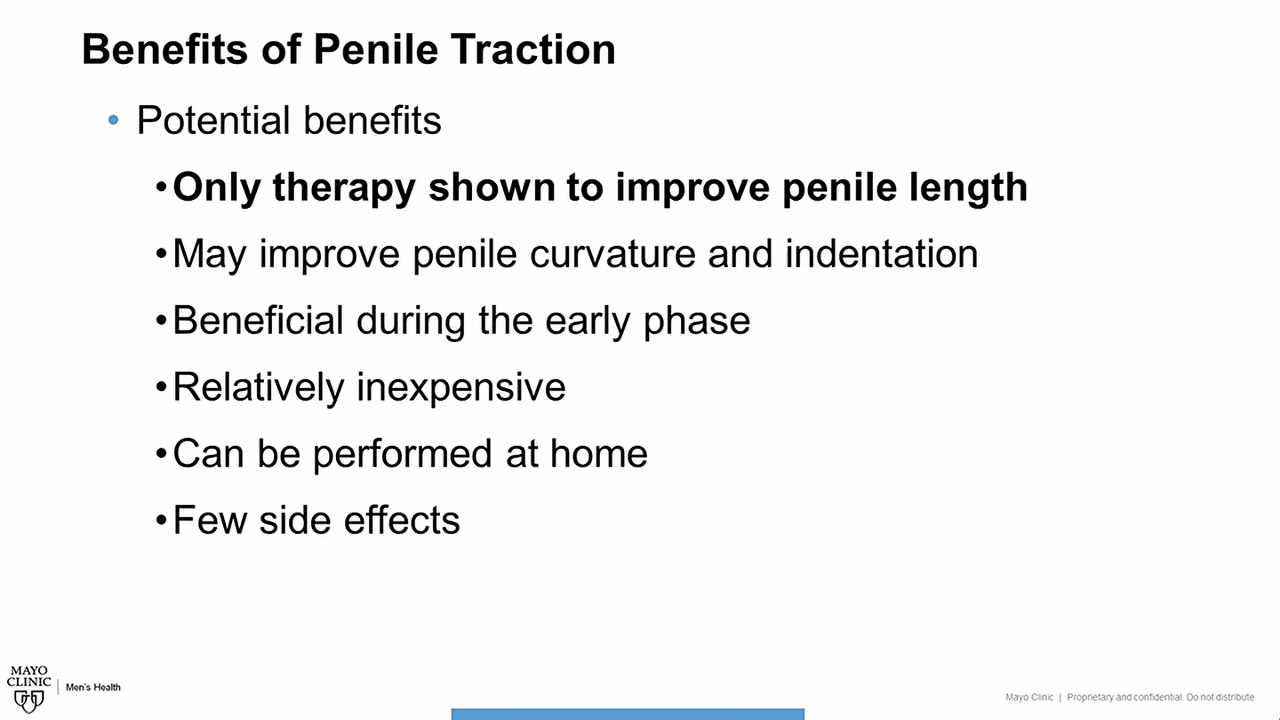 Benefits of Penile Traction
• Potential benefits
•Only therapy shown to improve penile length
•May improve penile curvature and indentation
•Beneficial during the early phase
•Relatively inexpensive
•Can be performed at home
•Few side effects
MAYO
CLINIC
Men's Health
Mayo Clinic | Proprietary and confidential. Do not distribute.